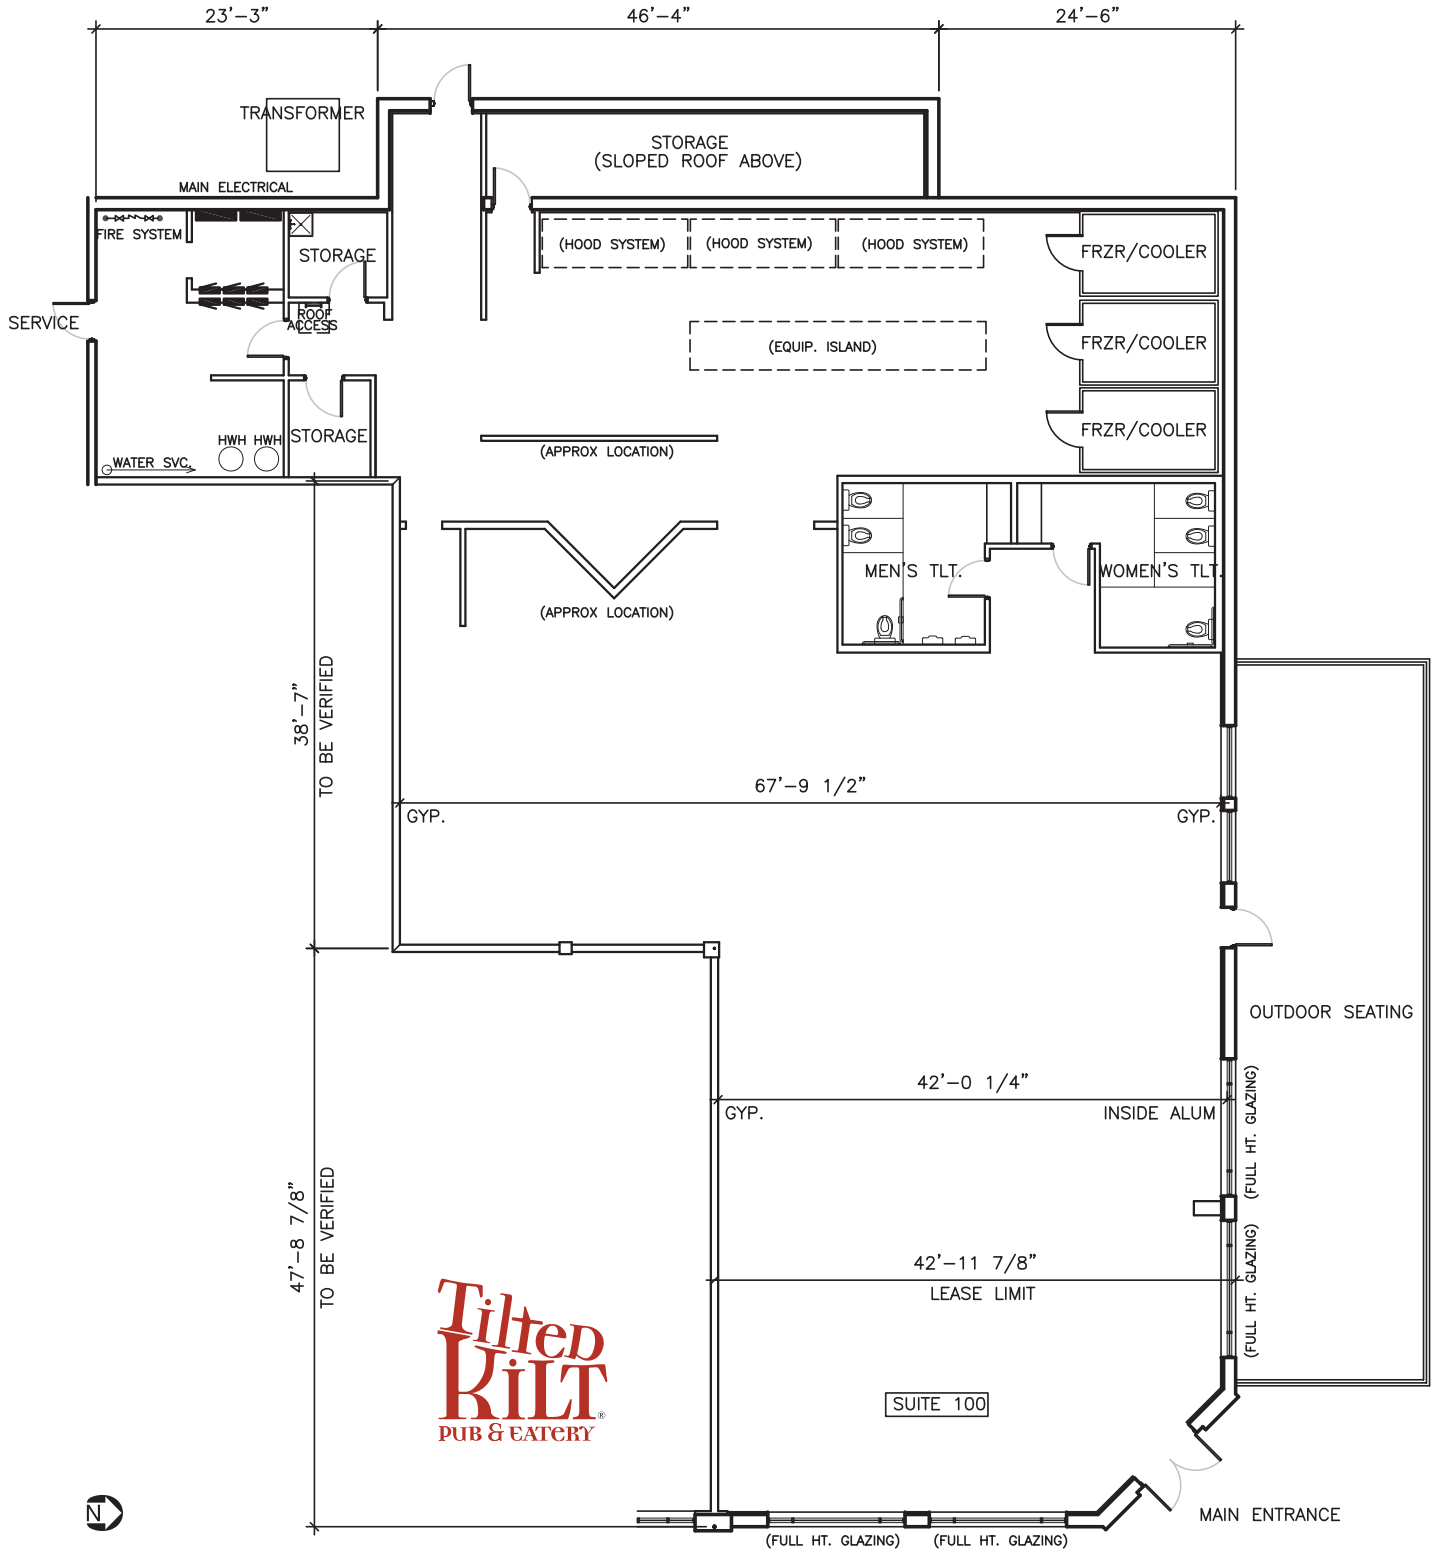 23'-3"
46'-4"
24'-6"
TRANSFORMER
STORAGE
(SLOPED ROOF ABOVE)
MAIN ELECTRICAL
FIRE SYSTEM
STORAGE
(HOOD SYSTEM)
(HOOD SYSTEM)
(HOOD SYSTEM)
FRZR/COOLER
SERVICE
ROOF
ACCESS
(EQUIP. ISLAND)
FRZR/COOLER
FRZR/COOLER
HWH
HWH
STORAGE
WATER SVC.
(APPROX LOCATION)
MEN'S TLT.
WOMEN'S TLT.
(APPROX LOCATION)
38'-7"
TO BE VERIFIED
67'-9 1/2"
GYP.
GYP.
OUTDOOR SEATING
42'-0 1/4"
GYP.
INSIDE ALUM
(FULL HT. GLAZING)
47'-8 7/8"
TO BE VERIFIED
42'-11 7/8"
LEASE LIMIT
(FULL HT. GLAZING)
Tilted
KiLT
®
PUB & EATERY
SUITE 100
N
MAIN ENTRANCE
(FULL HT. GLAZING)
(FULL HT. GLAZING)